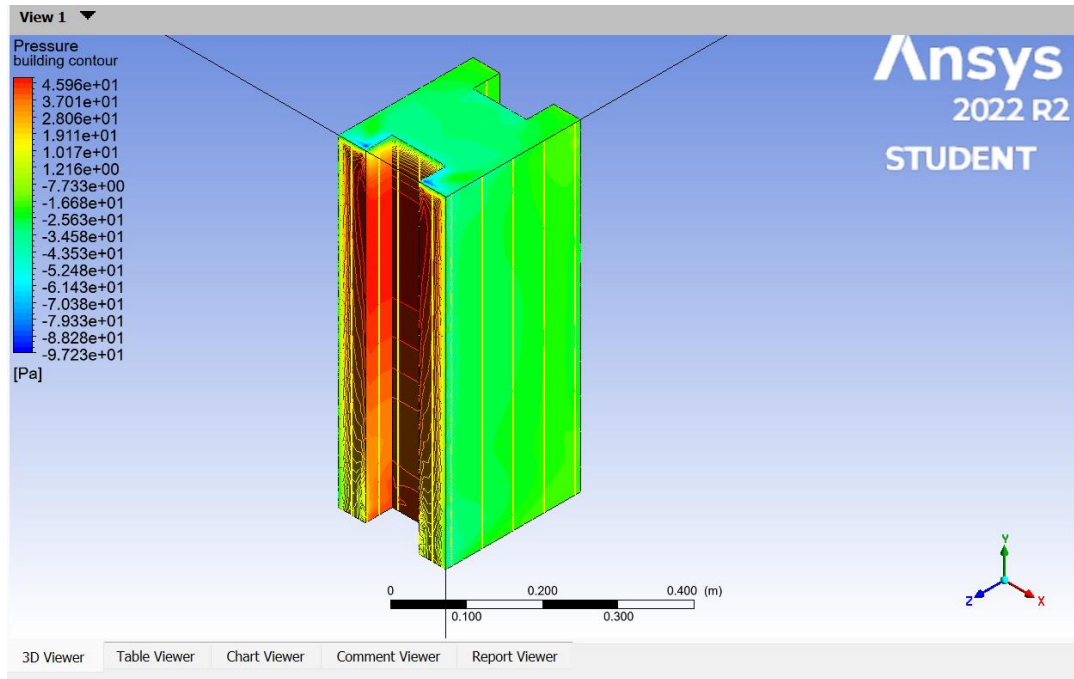 View 1
Pressure
building contour
4.596e+01
3.701e+01
2.806e+01
1.911e+01
1.017e+01
1.216e+00
-7.733e+00
-1.668e+01
-2.563e+01
-3.458e+01
-4.353e+01
-5.248e+01
-6.143e+01
-7.038e+01
-7.933e+01
-8.828e+01
-9.723e+01
[Pa]
Ansys
2022 R2
STUDENT
0 0.200 0.400 (m)
0.100 0.300
Y
Z X
3D Viewer Table Viewer Chart Viewer Comment Viewer Report Viewer